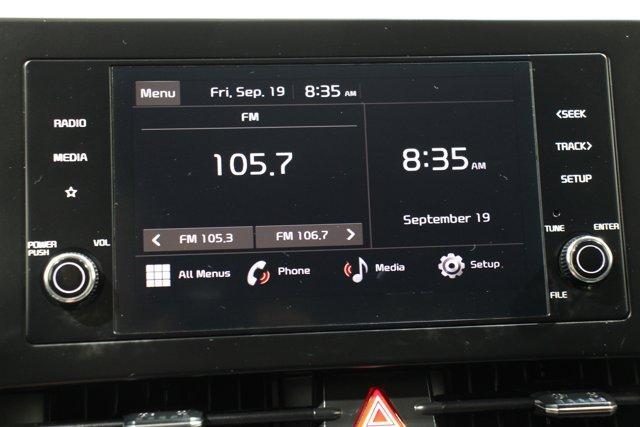 Menu Fri, Sep. 19 8:35 AM
FM
105.7
8:35 AM
September 19
FM 105.3 FM 106.7
All Menus Phone Media Setup
RADIO
MEDIA
POWER
PUSH
VOL
<SEEK
TRACK>
SETUP
TUNE
ENTER
FILE